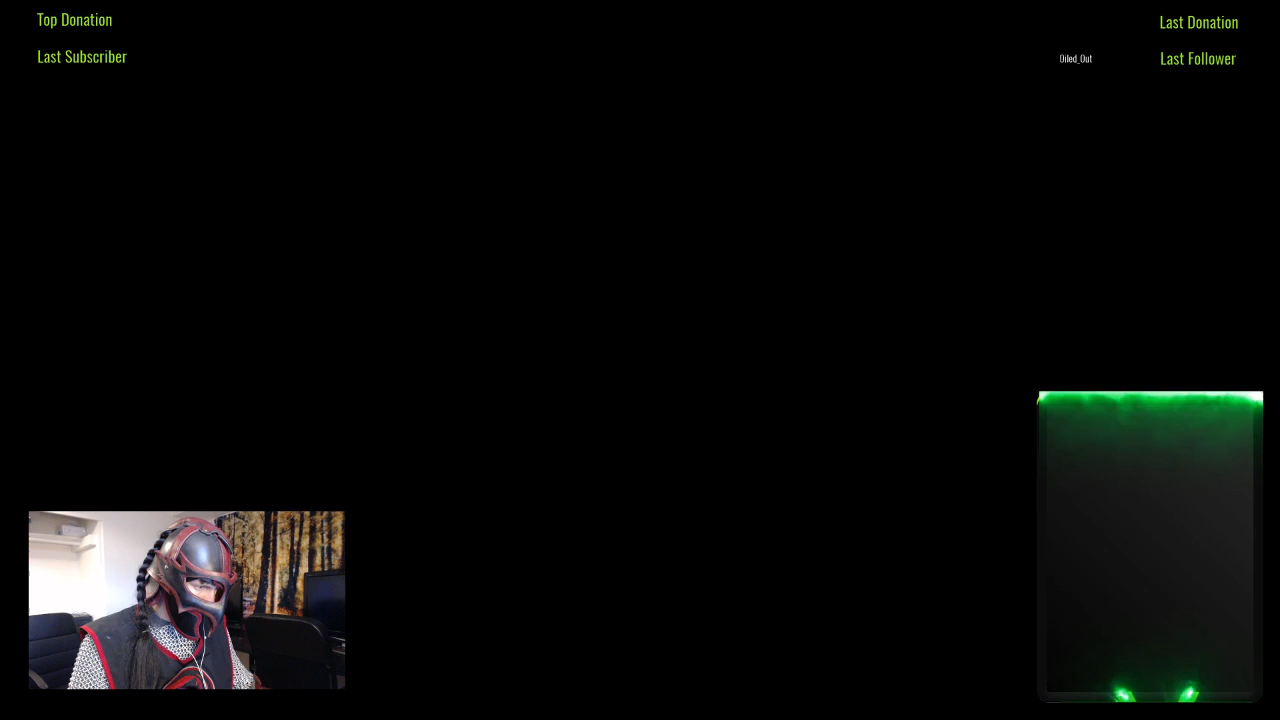 Top Donation
Last Donation
Last Subscriber
Oiled_Out
Last Follower